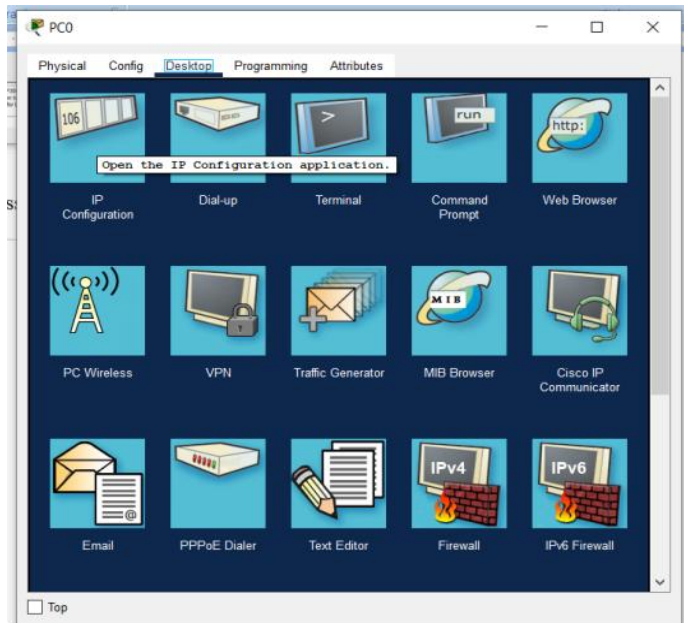 PC0
Physical Config Desktop Programming Attributes
106
>
run
http:
Open the IP Configuration application.
IP
Configuration
Dial-up
Terminal
Command
Prompt
Web Browser
MIB
PC Wireless
VPN
Traffic Generator
MIB Browser
Cisco IP
Communicator
@
IPv4
IPv6
Email
PPPoE Dialer
Text Editor
Firewall
IPv6 Firewall
Top